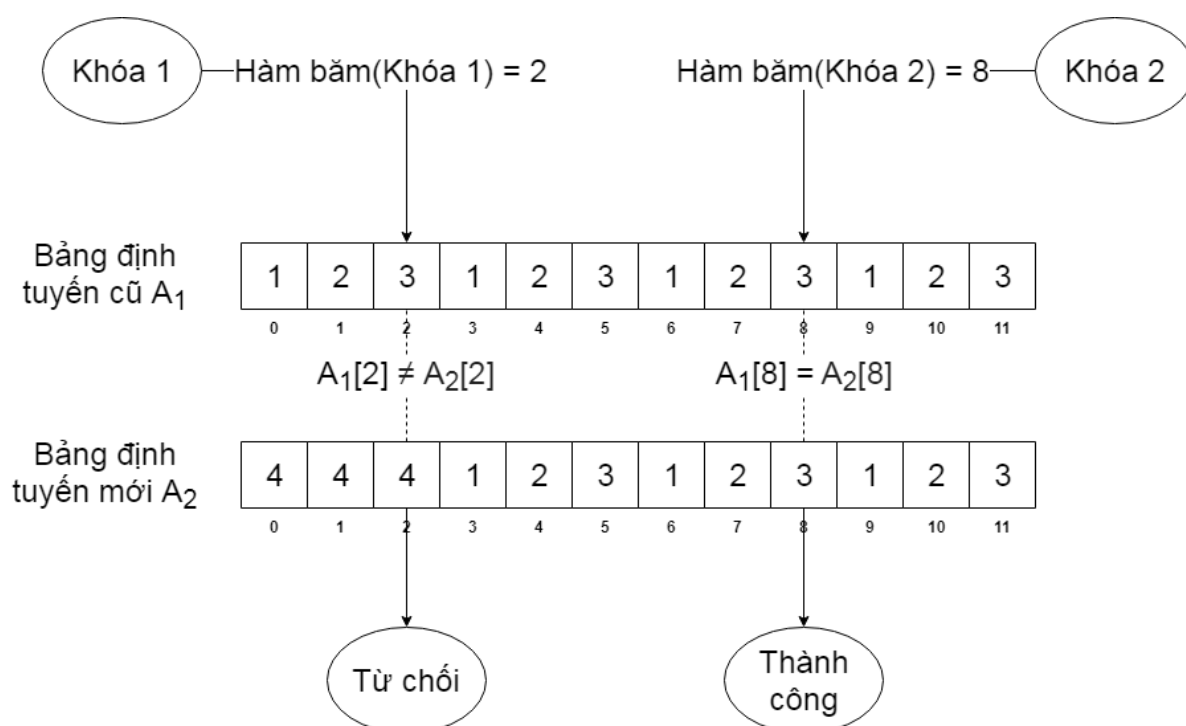 Khóa 1
Hàm băm(Khóa 1) = 2
Hàm băm(Khóa 2) = 8
Khóa 2
Bảng định
tuyến cũ A₁
1 2 3 1 2 3 1 2 3 1 2 3
0 1 2 3 4 5 6 7 8 9 10 11
A₁[2] ≠ A₂[2]
A₁[8] = A₂[8]
Bảng định
tuyến mới A₂
4 4 4 1 2 3 1 2 3 1 2 3
0 1 2 3 4 5 6 7 8 9 10 11
Từ chối
Thành
công